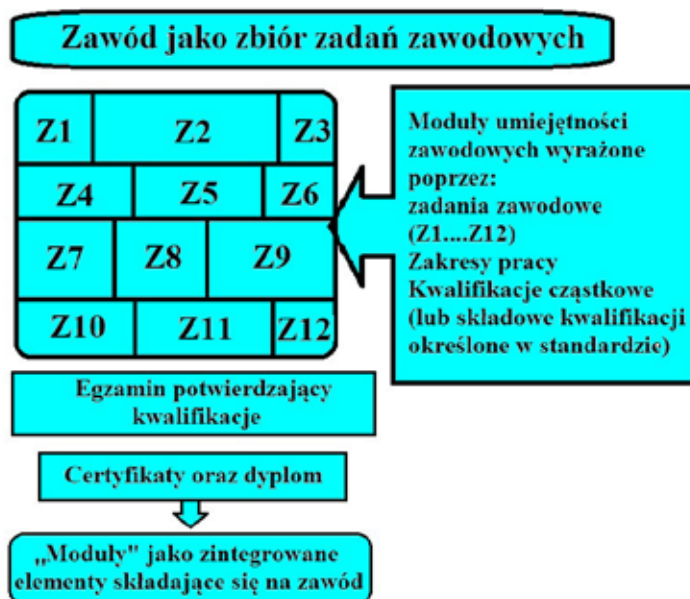 Zawód jako zbiór zadań zawodowych
Z1 Z2 Z3
Z4 Z5 Z6
Z7 Z8 Z9
Z10 Z11 Z12
Moduły umiejętności
zawodowych wyrażone
poprzez:
zadania zawodowe
(Z1....Z12)
Zakresy pracy
Kwalifikacje cząstkowe
(lub składowe kwalifikacji
określone w standardzie)
Egzamin potwierdzający
kwalifikacje
Certyfikaty oraz dyplom
„Moduły" jako zintegrowane
elementy składające się na zawód